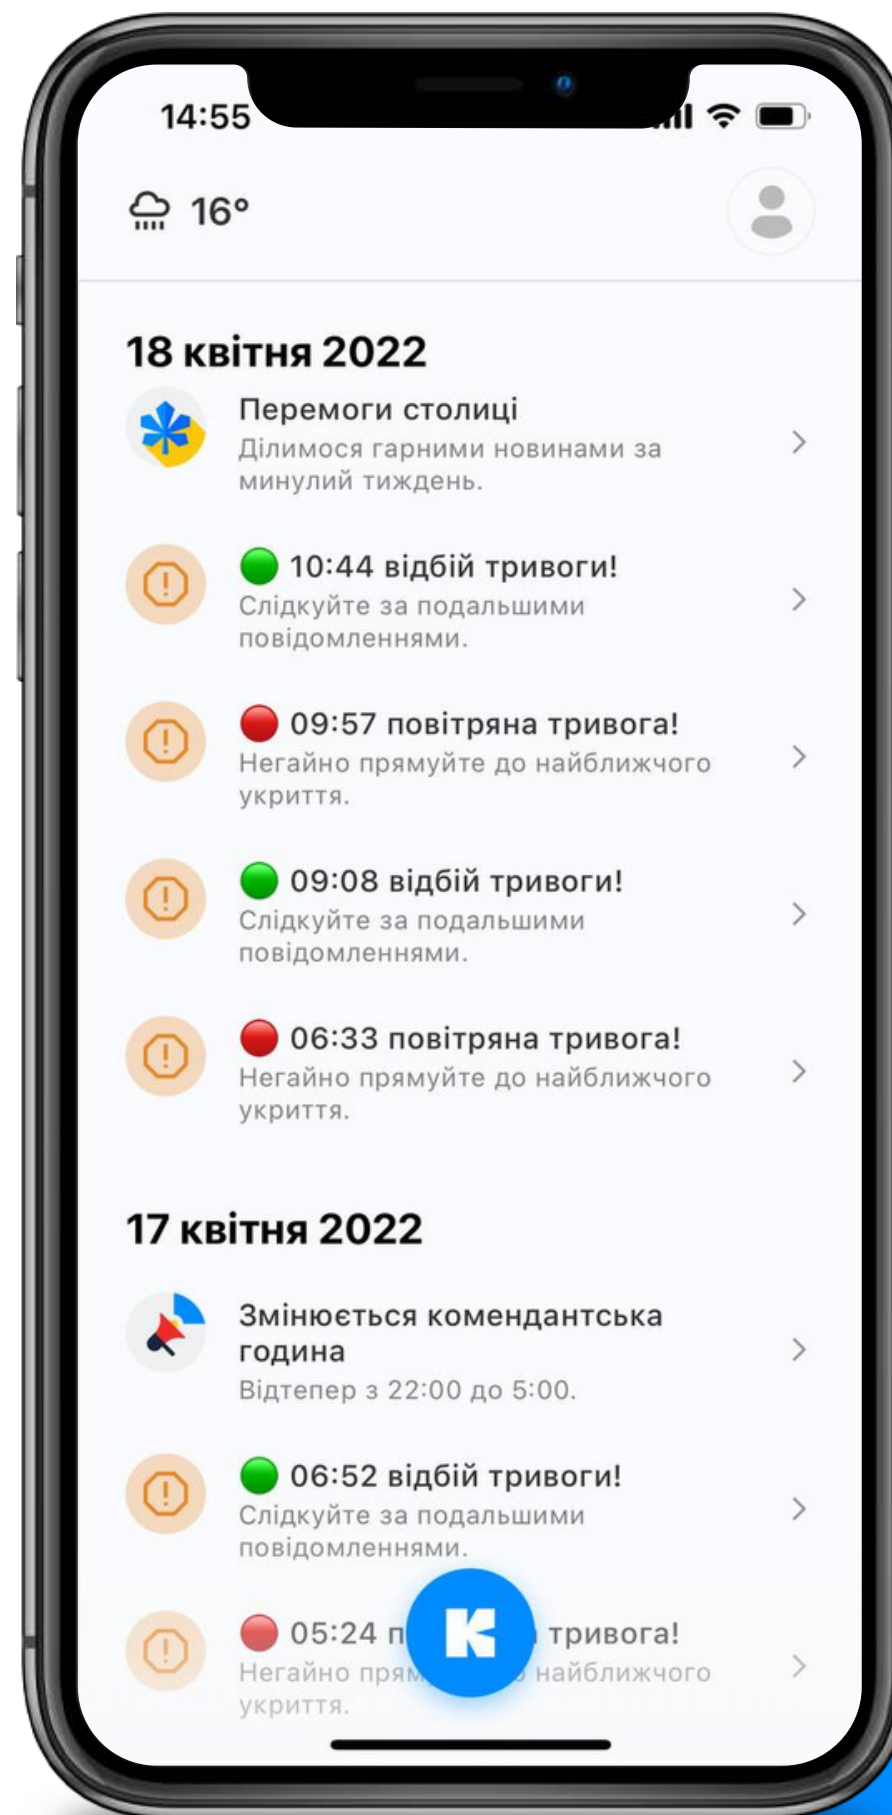 14:55
16°
18 квітня 2022
Перемоги столиці
Ділимося гарними новинами за
минулий тиждень.
10:44 відбій тривоги!
Слідкуйте за подальшими
повідомленнями.
09:57 повітряна тривога!
Негайно прямуйте до найближчого
укриття.
09:08 відбій тривоги!
Слідкуйте за подальшими
повідомленнями.
06:33 повітряна тривога!
Негайно прямуйте до найближчого
укриття.
17 квітня 2022
Змінюється комендантська
година
Відтепер з 22:00 до 5:00.
06:52 відбій тривоги!
Слідкуйте за подальшими
повідомленнями.
05:24 тривога!
Негайно найближчого
укриття.
K